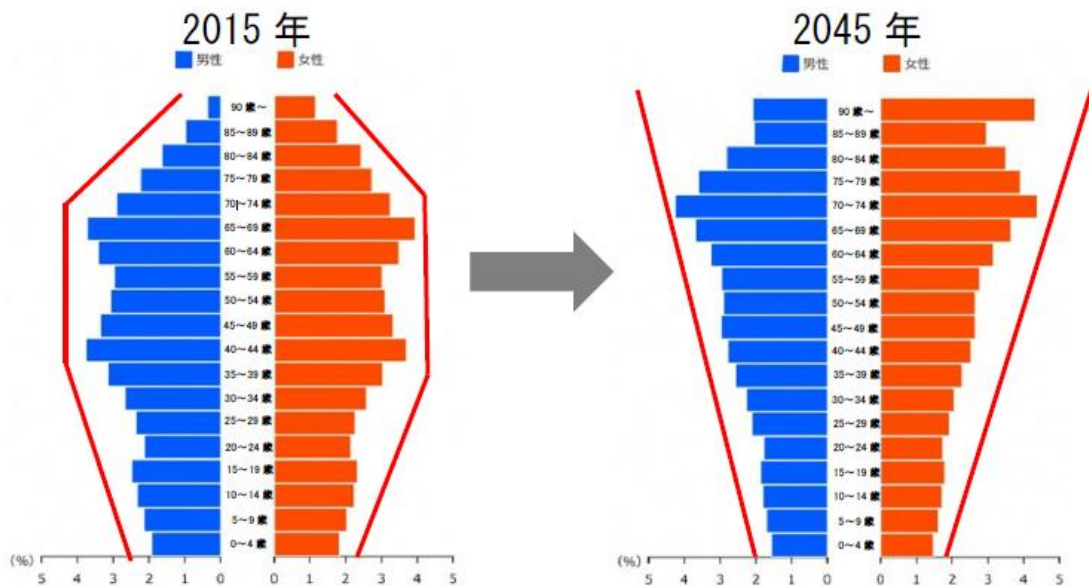 2015 年
男性 女性
90 歳～
85～89 歳
80～84 歳
75～79 歳
70～74 歳
65～69 歳
60～64 歳
55～59 歳
50～54 歳
45～49 歳
40～44 歳
35～39 歳
30～34 歳
25～29 歳
20～24 歳
15～19 歳
10～14 歳
5～9 歳
0～4 歳
(%) 5 4 3 2 1 0 0 1 2 3 4 5
2045 年
男性 女性
90 歳～
85～89 歳
80～84 歳
75～79 歳
70～74 歳
65～69 歳
60～64 歳
55～59 歳
50～54 歳
45～49 歳
40～44 歳
35～39 歳
30～34 歳
25～29 歳
20～24 歳
15～19 歳
10～14 歳
5～9 歳
0～4 歳
(%) 5 4 3 2 1 0 0 1 2 3 4 5